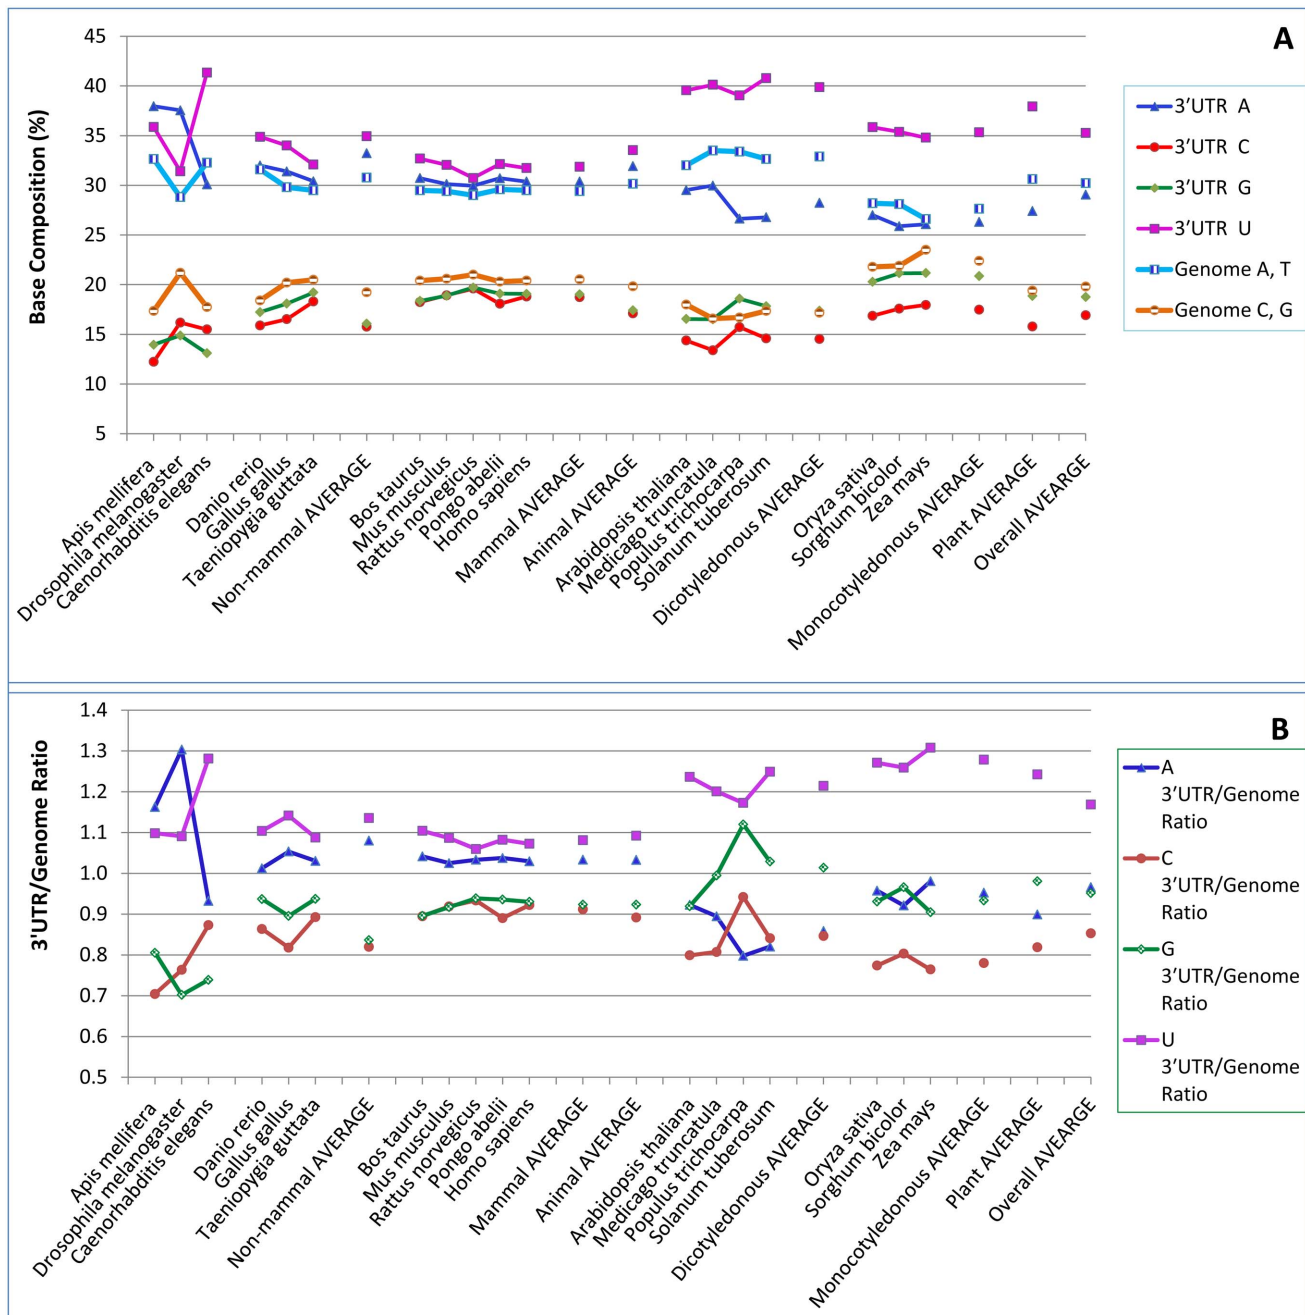 A
Base Composition (%)
45
40
35
30
25
20
15
10
5
3'UTR A
3'UTR C
3'UTR G
3'UTR U
Genome A, T
Genome C, G
Apis mellifera
Drosophila melanogaster
Caenorhabditis elegans
Danio rerio
Gallus gallus
Taeniopygia guttata
Non-mammal AVERAGE
Bos taurus
Mus musculus
Rattus norvegicus
Pongo abelii
Homo sapiens
Mammal AVERAGE
Animal AVERAGE
Arabidopsis thaliana
Medicago truncatula
Populus trichocarpa
Solanum tuberosum
Dicotyledonous AVERAGE
Oryza sativa
Sorghum bicolor
Zea mays
Monocotyledonous AVERAGE
Plant AVERAGE
Overall AVEARGE
B
3'UTR/Genome Ratio
1.4
1.3
1.2
1.1
1.0
0.9
0.8
0.7
0.6
0.5
A
3'UTR/Genome
Ratio
C
3'UTR/Genome
Ratio
G
3'UTR/Genome
Ratio
U
3'UTR/Genome
Ratio
Apis mellifera
Drosophila melanogaster
Caenorhabditis elegans
Danio rerio
Gallus gallus
Taeniopygia guttata
Non-mammal AVERAGE
Bos taurus
Mus musculus
Rattus norvegicus
Pongo abelii
Homo sapiens
Mammal AVERAGE
Animal AVERAGE
Arabidopsis thaliana
Medicago truncatula
Populus trichocarpa
Solanum tuberosum
Dicotyledonous AVERAGE
Oryza sativa
Sorghum bicolor
Zea mays
Monocotyledonous AVERAGE
Plant AVERAGE
Overall AVEARGE